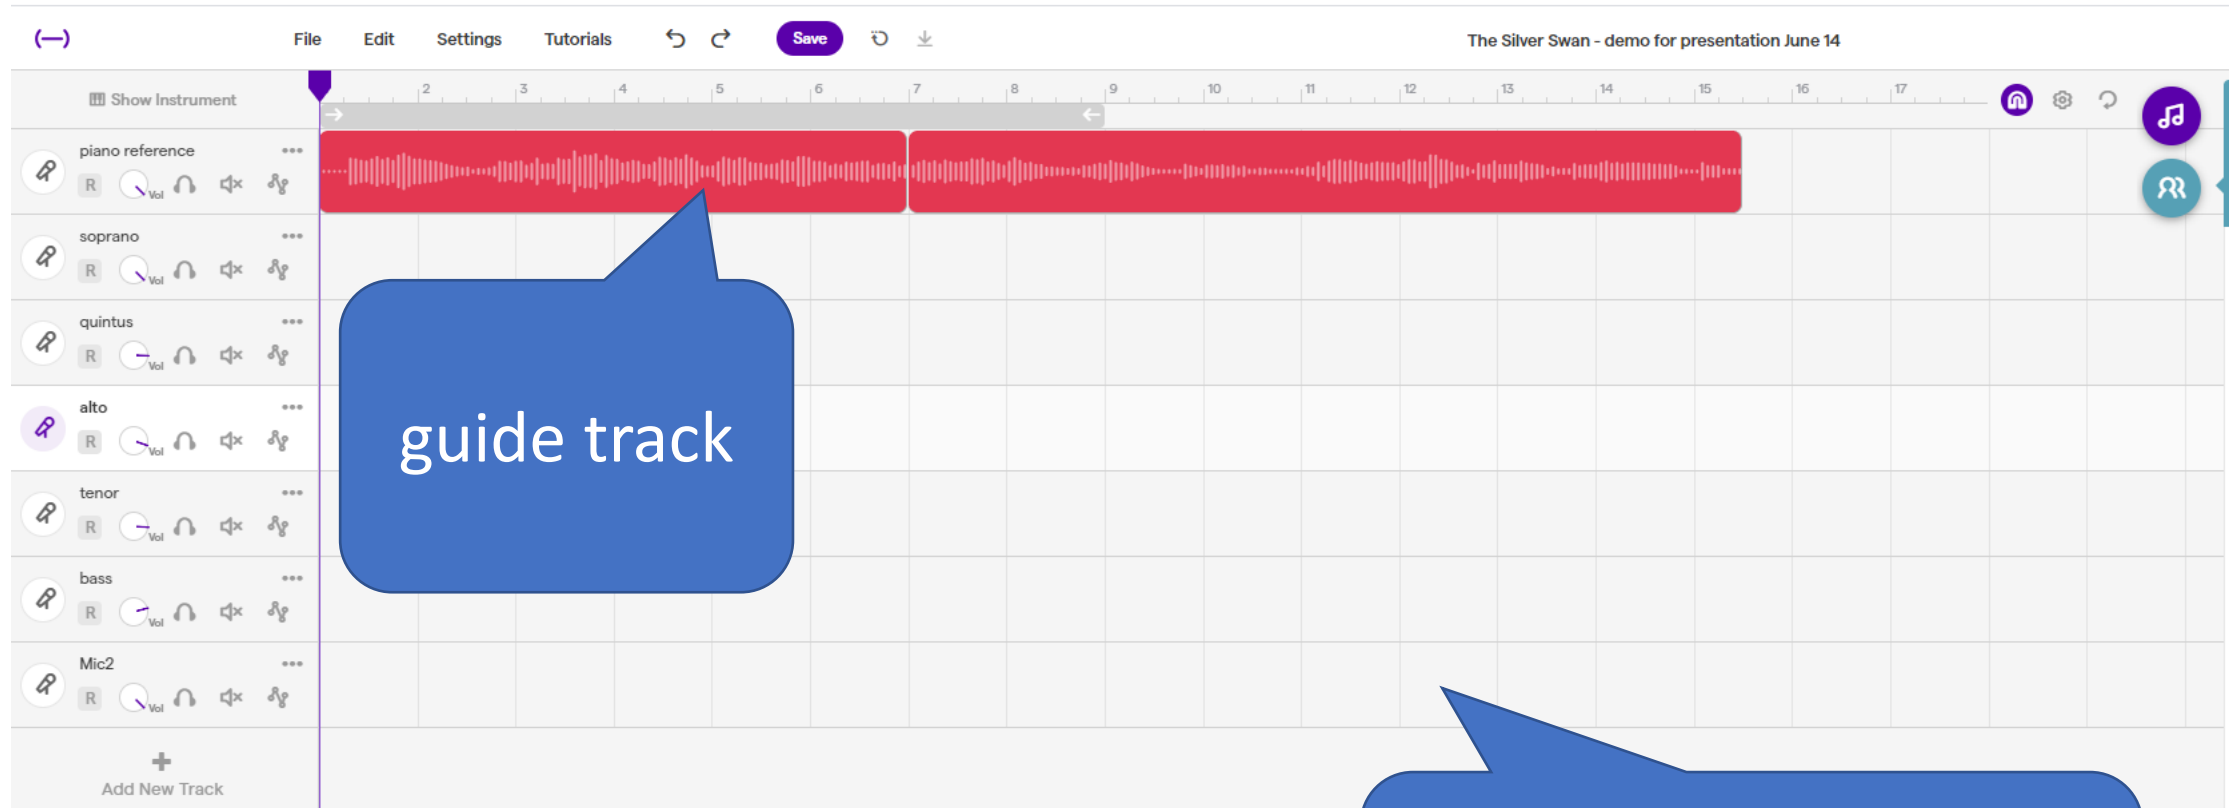 File Edit Settings Tutorials Save The Silver Swan - demo for presentation June 14
Show Instrument 2 3 4 5 6 7 8 9 10 11 12 13 14 15 16 17
piano reference
R Vol
soprano
R Vol
quintus
R Vol
alto
R Vol
guide track
tenor
R Vol
bass
R Vol
Mic2
R Vol
Add New Track